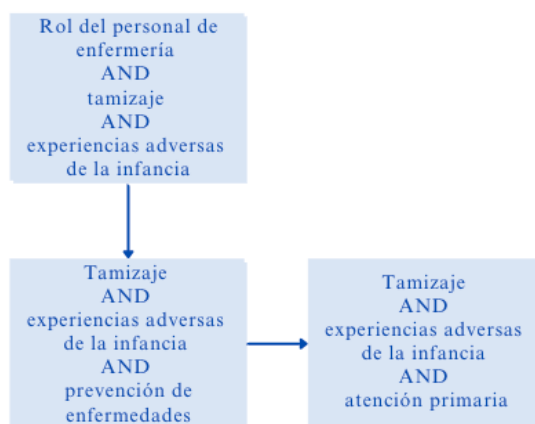 Rol del personal de
enfermería
AND
tamizaje
AND
experiencias adversas
de la infancia
Tamizaje
AND
experiencias adversas
de la infancia
AND
prevención de
enfermedades
Tamizaje
AND
experiencias adversas
de la infancia
AND
atención primaria